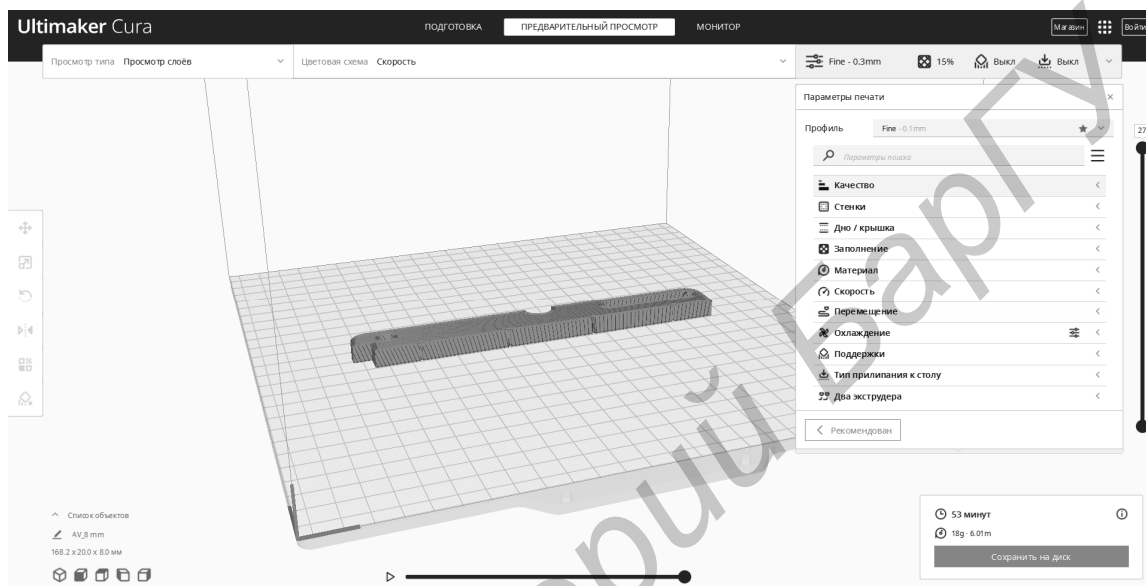 Ultimaker Cura
ПОДГОТОВКА
ПРЕДВАРИТЕЛЬНЫЙ ПРОСМОТР
МОНИТОР
Магазин
Войти
Просмотр типа Просмотр слоёв
Цветовая схема Скорость
Fine - 0.3mm
15%
Выкл
Выкл
Параметры печати
Профиль
Fine - 0.1mm
27
Параметры поиска
Качество
Стенки
Дно / крышка
Заполнение
Материал
Скорость
Перемещение
Охлаждение
Поддержки
Тип прилипания к столу
Два экструдера
Рекомендован
Список объектов
AV_8 mm
168.2 x 20.0 x 8.0 мм
53 минут
18g · 6.01m
Сохранить на диск
рий БарГУ